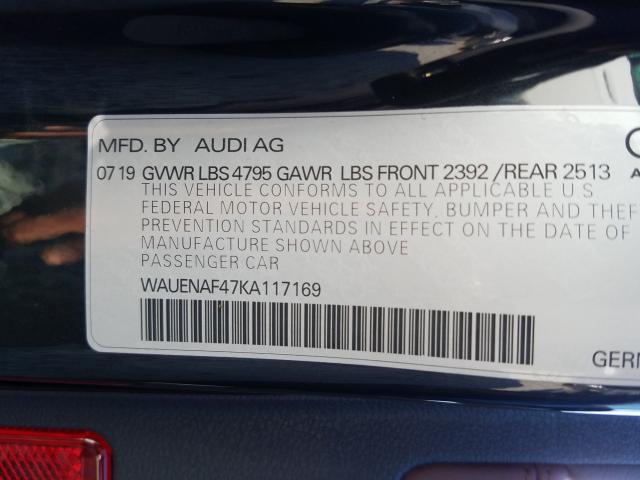 MFD. BY AUDI AG
07 19 GVWR LBS 4795 GAWR LBS FRONT 2392 /REAR 2513
THIS VEHICLE CONFORMS TO ALL APPLICABLE U S
FEDERAL MOTOR VEHICLE SAFETY, BUMPER AND THEF
PREVENTION STANDARDS IN EFFECT ON THE DATE OF
MANUFACTURE SHOWN ABOVE
PASSENGER CAR
WAUENAF47KA117169
GERM